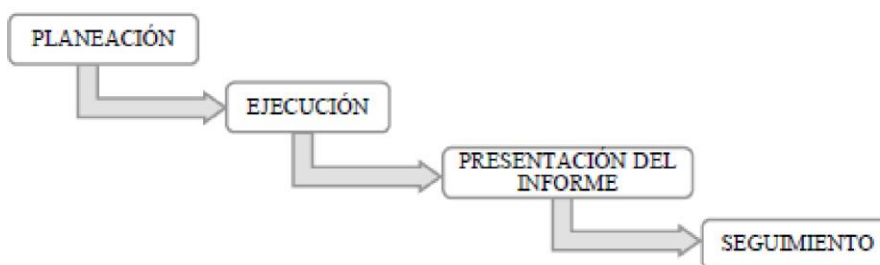 PLANEACIÓN
EJECUCIÓN
PRESENTACIÓN DEL
INFORME
SEGUIMIENTO